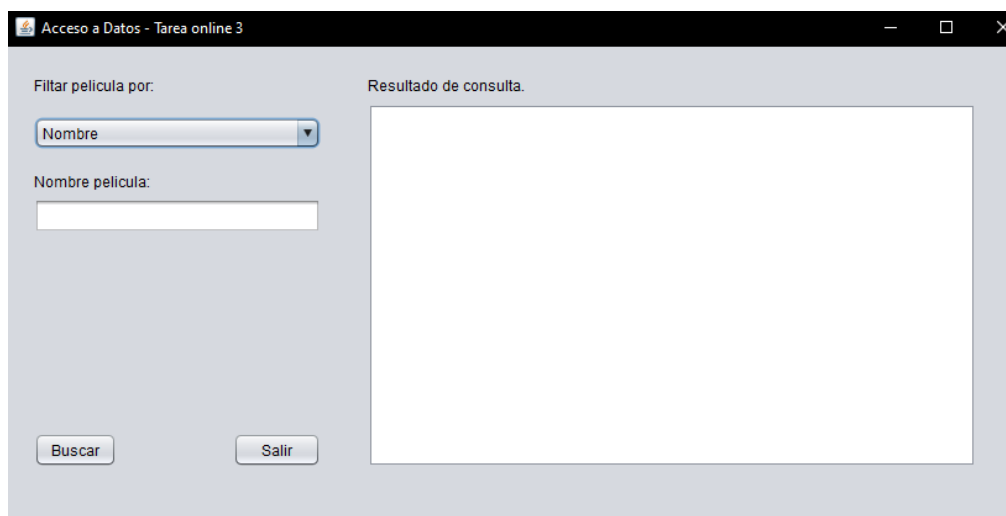 Acceso a Datos - Tarea online 3
Filtar pelicula por:
Nombre
Nombre pelicula:
Buscar
Salir
Resultado de consulta.